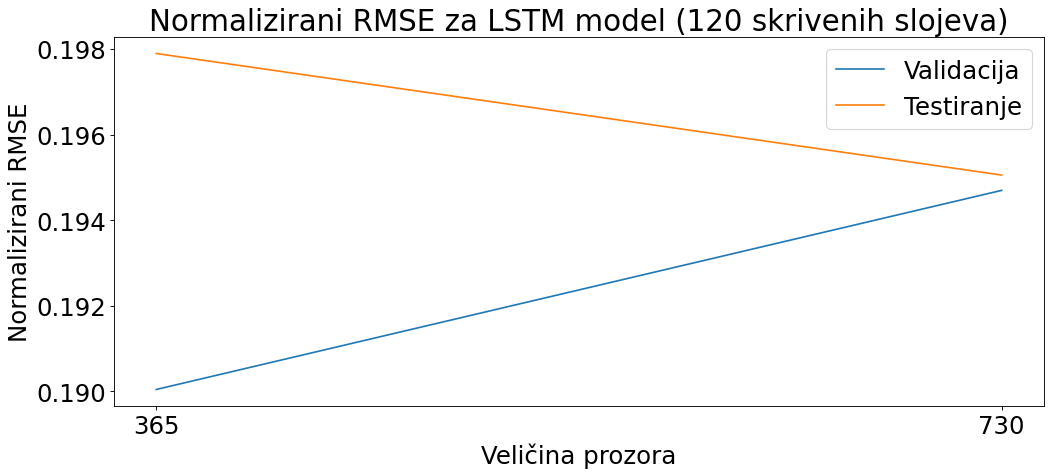 Normalizirani RMSE za LSTM model (120 skrivenih slojeva)
Normalizirani RMSE
0.198
0.196
0.194
0.192
0.190
Validacija
Testiranje
365
730
Veličina prozora